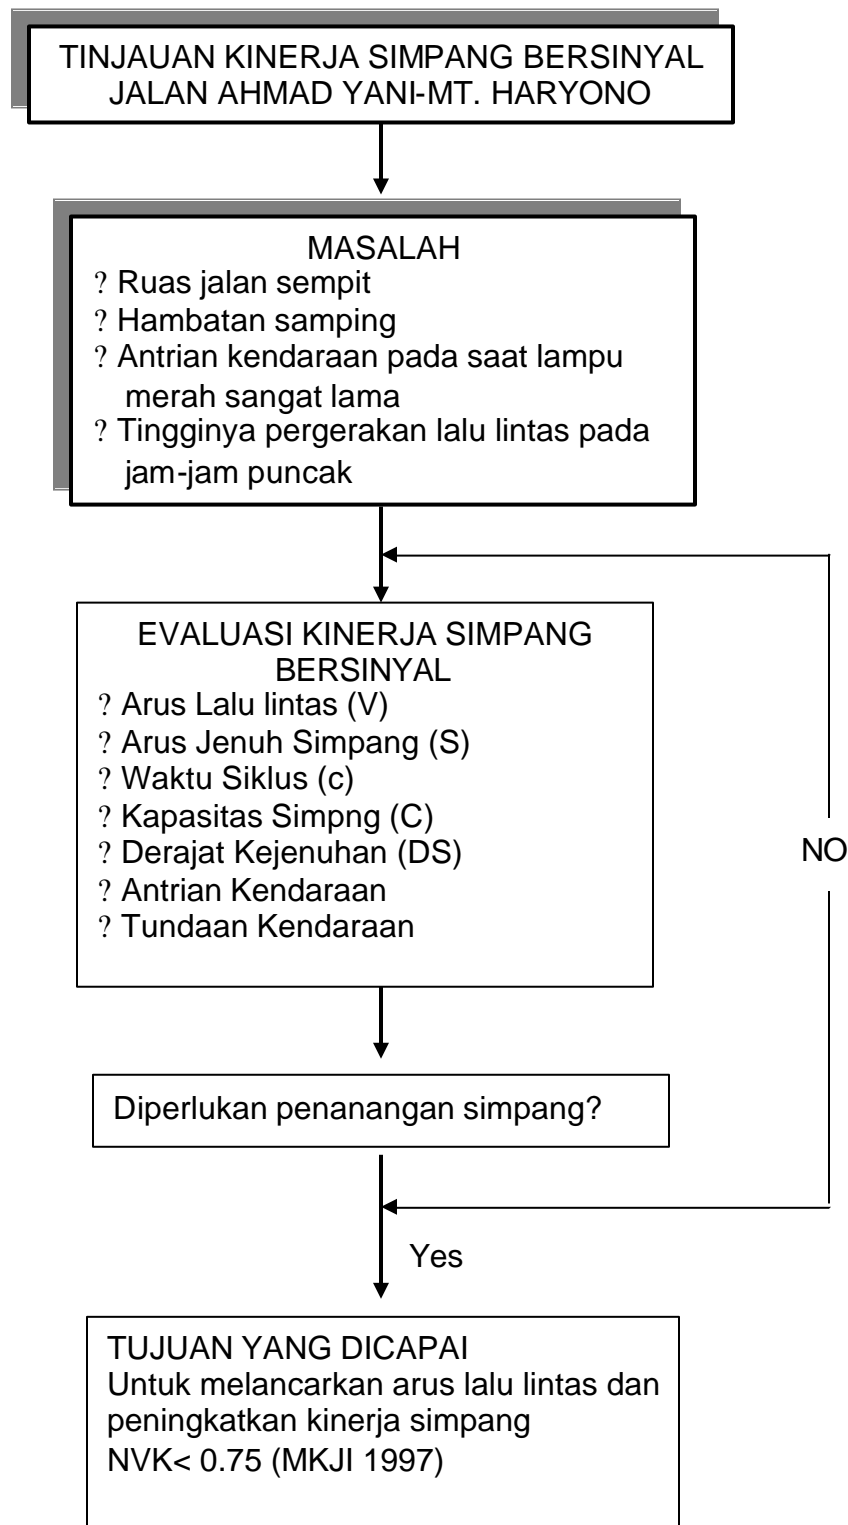 TINJAUAN KINERJA SIMPANG BERSINYAL
JALAN AHMAD YANI-MT. HARYONO
MASALAH
? Ruas jalan sempit
? Hambatan samping
? Antrian kendaraan pada saat lampu
merah sangat lama
? Tingginya pergerakan lalu lintas pada
jam-jam puncak
EVALUASI KINERJA SIMPANG
BERSINYAL
? Arus Lalu lintas (V)
? Arus Jenuh Simpang (S)
? Waktu Siklus (c)
? Kapasitas Simpng (C)
? Derajat Kejenuhan (DS)
? Antrian Kendaraan
? Tundaan Kendaraan
NO
Diperlukan penanangan simpang?
Yes
TUJUAN YANG DICAPAI
Untuk melancarkan arus lalu lintas dan
peningkatkan kinerja simpang
NVK< 0.75 (MKJI 1997)